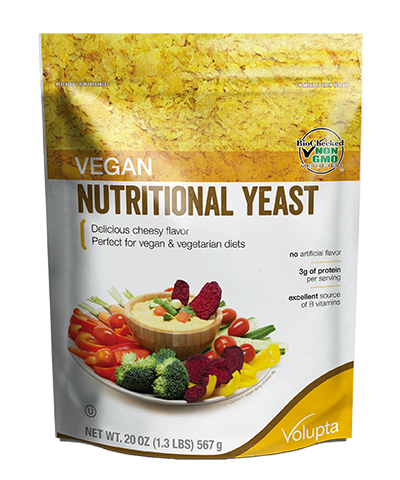 BioChecked
NON
GMO
VERIFIED
VEGAN
NUTRITIONAL YEAST
Delicious cheesy flavor
Perfect for vegan & vegetarian diets
no artificial flavor
3g of protein
per serving
excellent source
of B vitamins
U
NET WT. 20 OZ (1.3 LBS) 567 g
Volupta